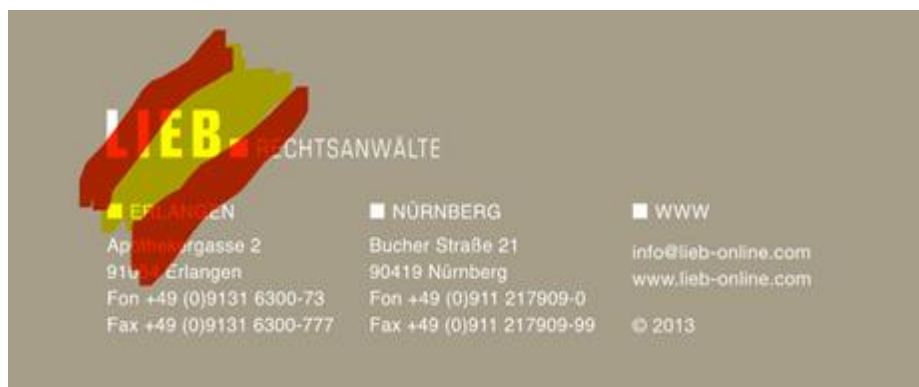 LIEB. RECHTSANWÄLTE
ERLANGEN
Apothekergasse 2
91054 Erlangen
Fon +49 (0)9131 6300-73
Fax +49 (0)9131 6300-777
NÜRNBERG
Bucher Straße 21
90419 Nürnberg
Fon +49 (0)911 217909-0
Fax +49 (0)911 217909-99
WWW
info@lieb-online.com
www.lieb-online.com
© 2013